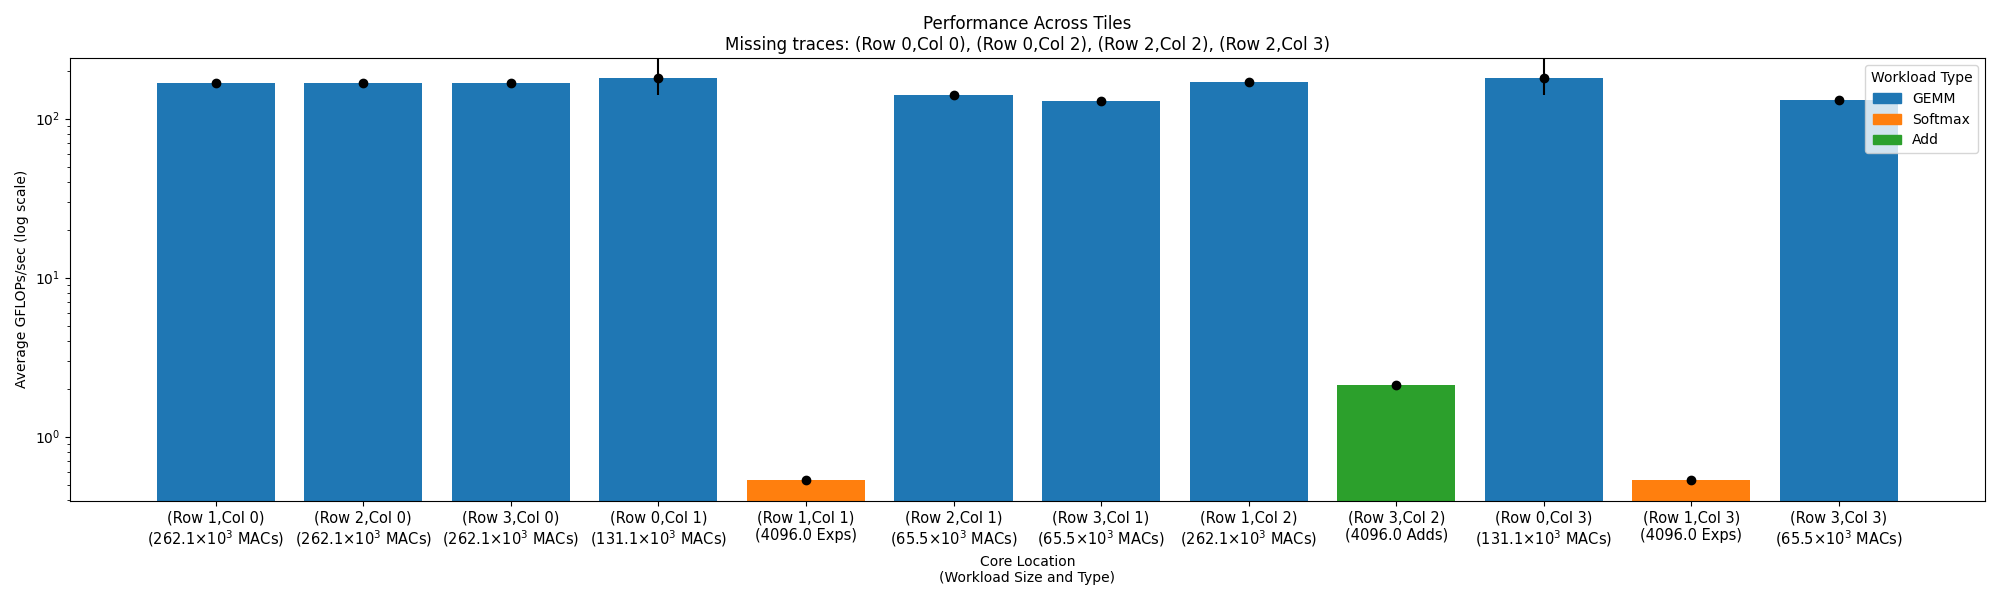 Performance Across Tiles
Missing traces: (Row 0,Col 0), (Row 0,Col 2), (Row 2,Col 2), (Row 2,Col 3)
Average GFLOPs/sec (log scale)
10²
10¹
10⁰
Workload Type
GEMM
Softmax
Add
(Row 1,Col 0)
(262.1×10³ MACs)
(Row 2,Col 0)
(262.1×10³ MACs)
(Row 3,Col 0)
(262.1×10³ MACs)
(Row 0,Col 1)
(131.1×10³ MACs)
(Row 1,Col 1)
(4096.0 Exps)
(Row 2,Col 1)
(65.5×10³ MACs)
(Row 3,Col 1)
(65.5×10³ MACs)
(Row 1,Col 2)
(262.1×10³ MACs)
(Row 3,Col 2)
(4096.0 Adds)
(Row 0,Col 3)
(131.1×10³ MACs)
(Row 1,Col 3)
(4096.0 Exps)
(Row 3,Col 3)
(65.5×10³ MACs)
Core Location
(Workload Size and Type)